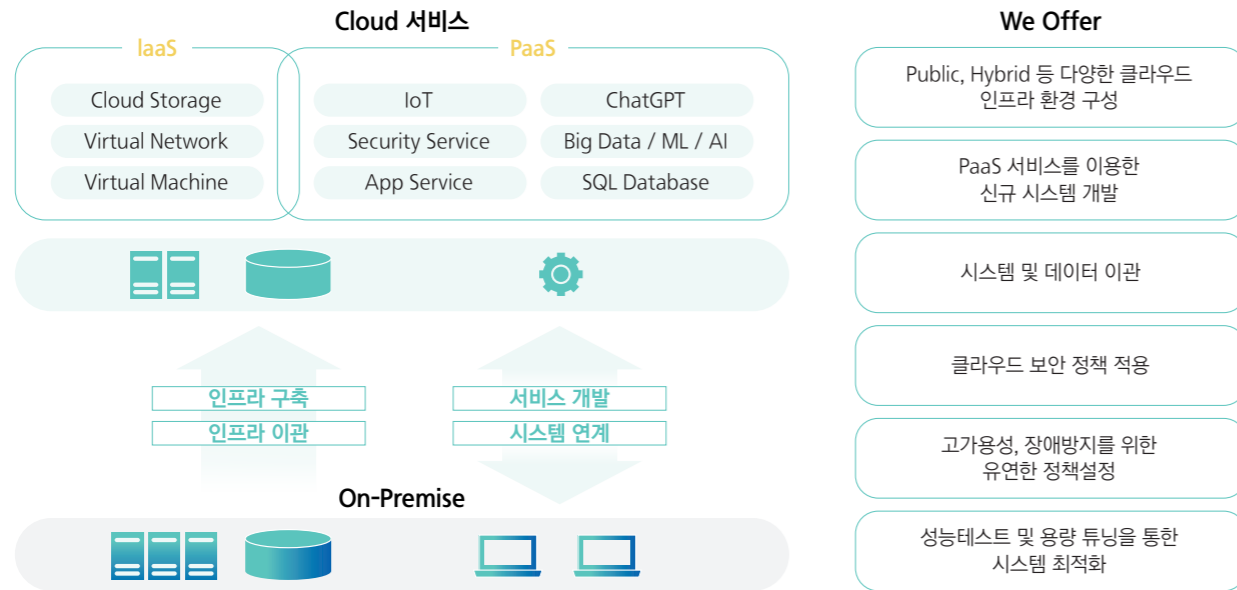 Cloud 서비스
IaaS
PaaS
Cloud Storage
Virtual Network
Virtual Machine
IoT
ChatGPT
Security Service
Big Data / ML / AI
App Service
SQL Database
인프라 구축
인프라 이관
서비스 개발
시스템 연계
On-Premise
We Offer
Public, Hybrid 등 다양한 클라우드
인프라 환경 구성
PaaS 서비스를 이용한
신규 시스템 개발
시스템 및 데이터 이관
클라우드 보안 정책 적용
고가용성, 장애방지를 위한
유연한 정책설정
성능테스트 및 용량 튜닝을 통한
시스템 최적화